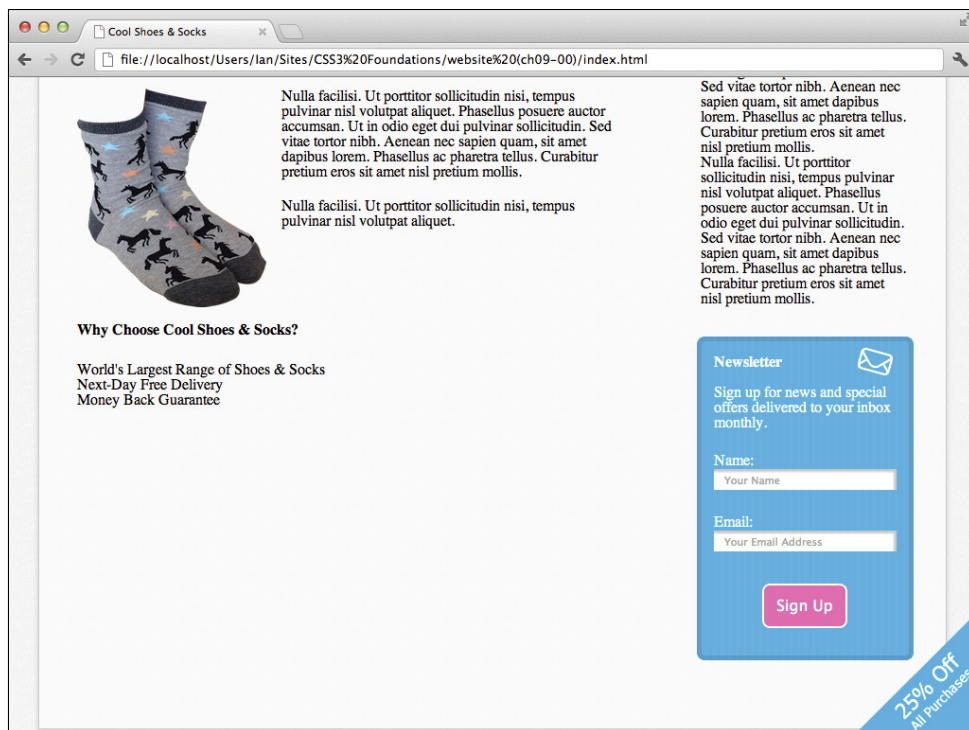 Cool Shoes & Socks
file://localhost/Users/Ian/Sites/CSS3%20Foundations/website%20(ch09-00)/index.html
Nulla facilisi. Ut porttitor sollicitudin nisi, tempus
pulvinar nisl volutpat aliquet. Phasellus posuere auctor
accumsan. Ut in odio eget dui pulvinar sollicitudin. Sed
vitae tortor nibh. Aenean nec sapien quam, sit amet
dapibus lorem. Phasellus ac pharetra tellus. Curabitur
pretium eros sit amet nisl pretium mollis.
Nulla facilisi. Ut porttitor sollicitudin nisi, tempus
pulvinar nisl volutpat aliquet.
Why Choose Cool Shoes & Socks?
World's Largest Range of Shoes & Socks
Next-Day Free Delivery
Money Back Guarantee
Sed vitae tortor nibh. Aenean nec
sapien quam, sit amet dapibus
lorem. Phasellus ac pharetra tellus.
Curabitur pretium eros sit amet
nisl pretium mollis.
Nulla facilisi. Ut porttitor
sollicitudin nisi, tempus pulvinar
nisl volutpat aliquet. Phasellus
posuere auctor accumsan. Ut in
odio eget dui pulvinar sollicitudin.
Sed vitae tortor nibh. Aenean nec
sapien quam, sit amet dapibus
lorem. Phasellus ac pharetra tellus.
Curabitur pretium eros sit amet
nisl pretium mollis.
Newsletter
Sign up for news and special
offers delivered to your inbox
monthly.
Name:
Your Name
Email:
Your Email Address
Sign Up
25% Off
All Purchases